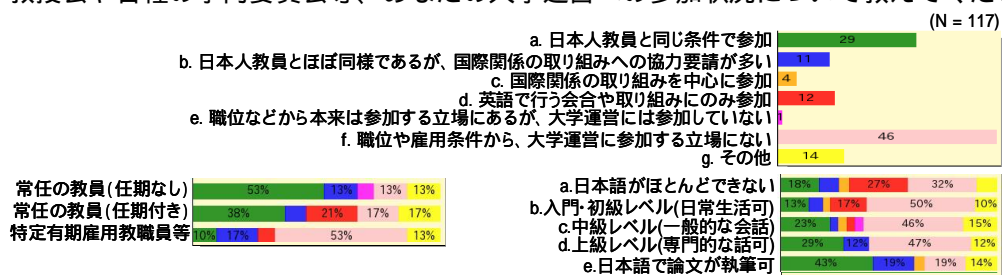 (N = 117)
a. 日本人教員と同じ条件で参加 29
b. 日本人教員とほぼ同様であるが、国際関係の取り組みへの協力要請が多い 11
c. 国際関係の取り組みを中心に参加 4
d. 英語で行う会合や取り組みにのみ参加 12
e. 職位などから本来は参加する立場にあるが、大学運営には参加していない 1
f. 職位や雇用条件から、大学運営に参加する立場にない 46
g. その他 14
常任の教員(任期なし) 53% 13% 13% 13%
常任の教員(任期付き) 38% 21% 17% 17%
特定有期雇用教職員等 10% 17% 53% 13%
a.日本語がほとんどできない 18% 27% 32%
b.入門・初級レベル(日常生活可) 13% 17% 50% 10%
c.中級レベル(一般的な会話) 23% 46% 15%
d.上級レベル(専門的な話可) 29% 12% 47% 12%
e.日本語で論文が執筆可 43% 19% 19% 14%